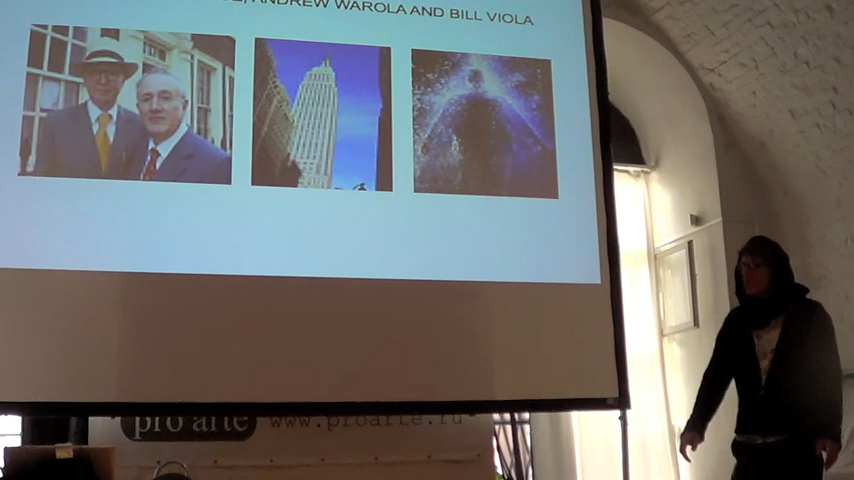 ANDREW WAROLA AND BILL VIOLA
pro arte www.proarte.ru